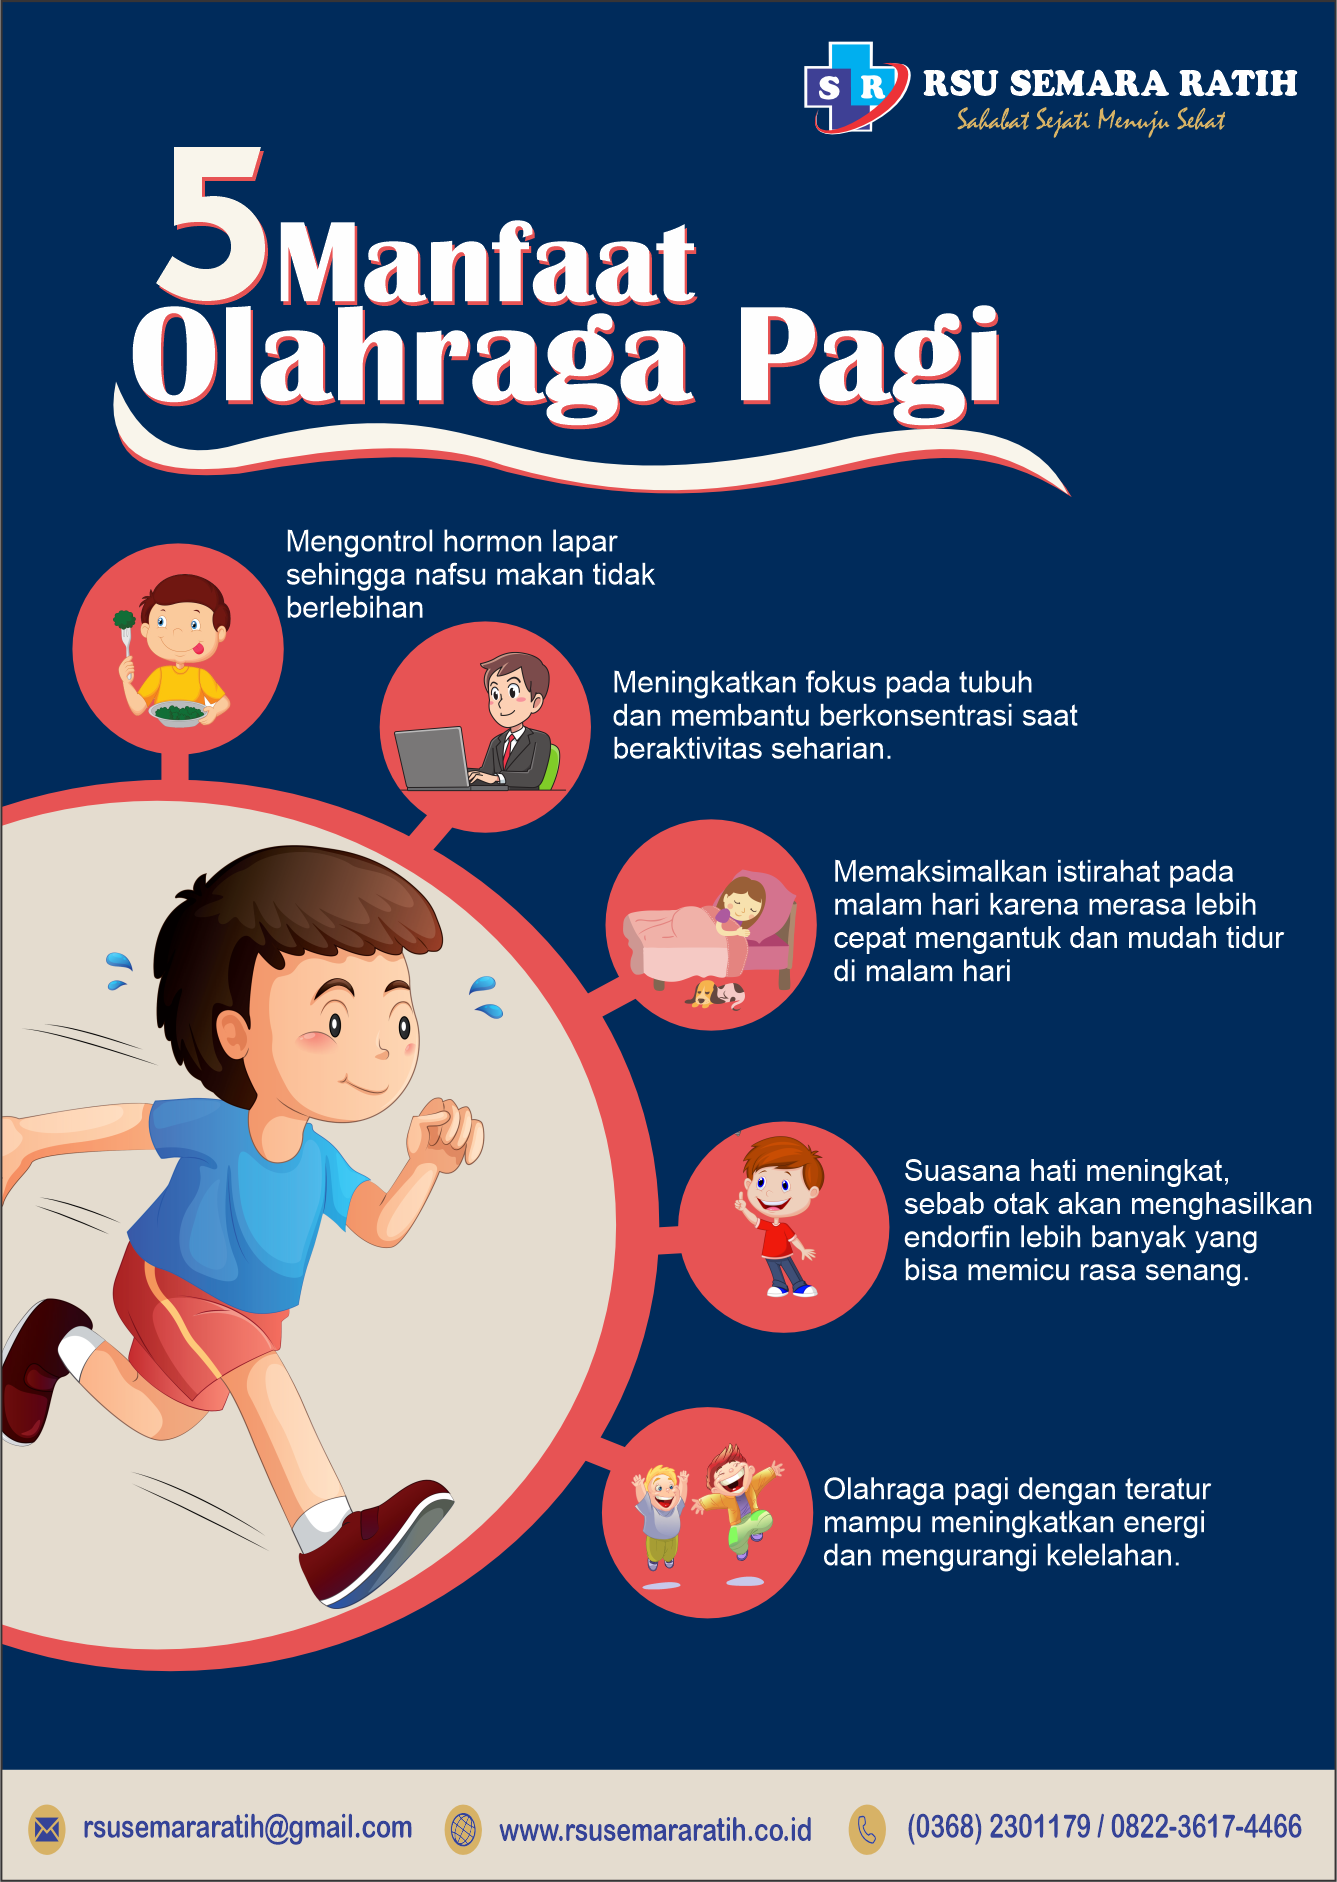 SR RSU SEMARA RATIH
Sahabat Sejati Menuju Sehat
5 Manfaat
Olahraga Pagi
Mengontrol hormon lapar
sehingga nafsu makan tidak
berlebihan
Meningkatkan fokus pada tubuh
dan membantu berkonsentrasi saat
beraktivitas seharian.
Memaksimalkan istirahat pada
malam hari karena merasa lebih
cepat mengantuk dan mudah tidur
di malam hari
Suasana hati meningkat,
sebab otak akan menghasilkan
endorfin lebih banyak yang
bisa memicu rasa senang.
Olahraga pagi dengan teratur
mampu meningkatkan energi
dan mengurangi kelelahan.
rsusemararatih@gmail.com
www.rsusemararatih.co.id
(0368) 2301179 / 0822-3617-4466